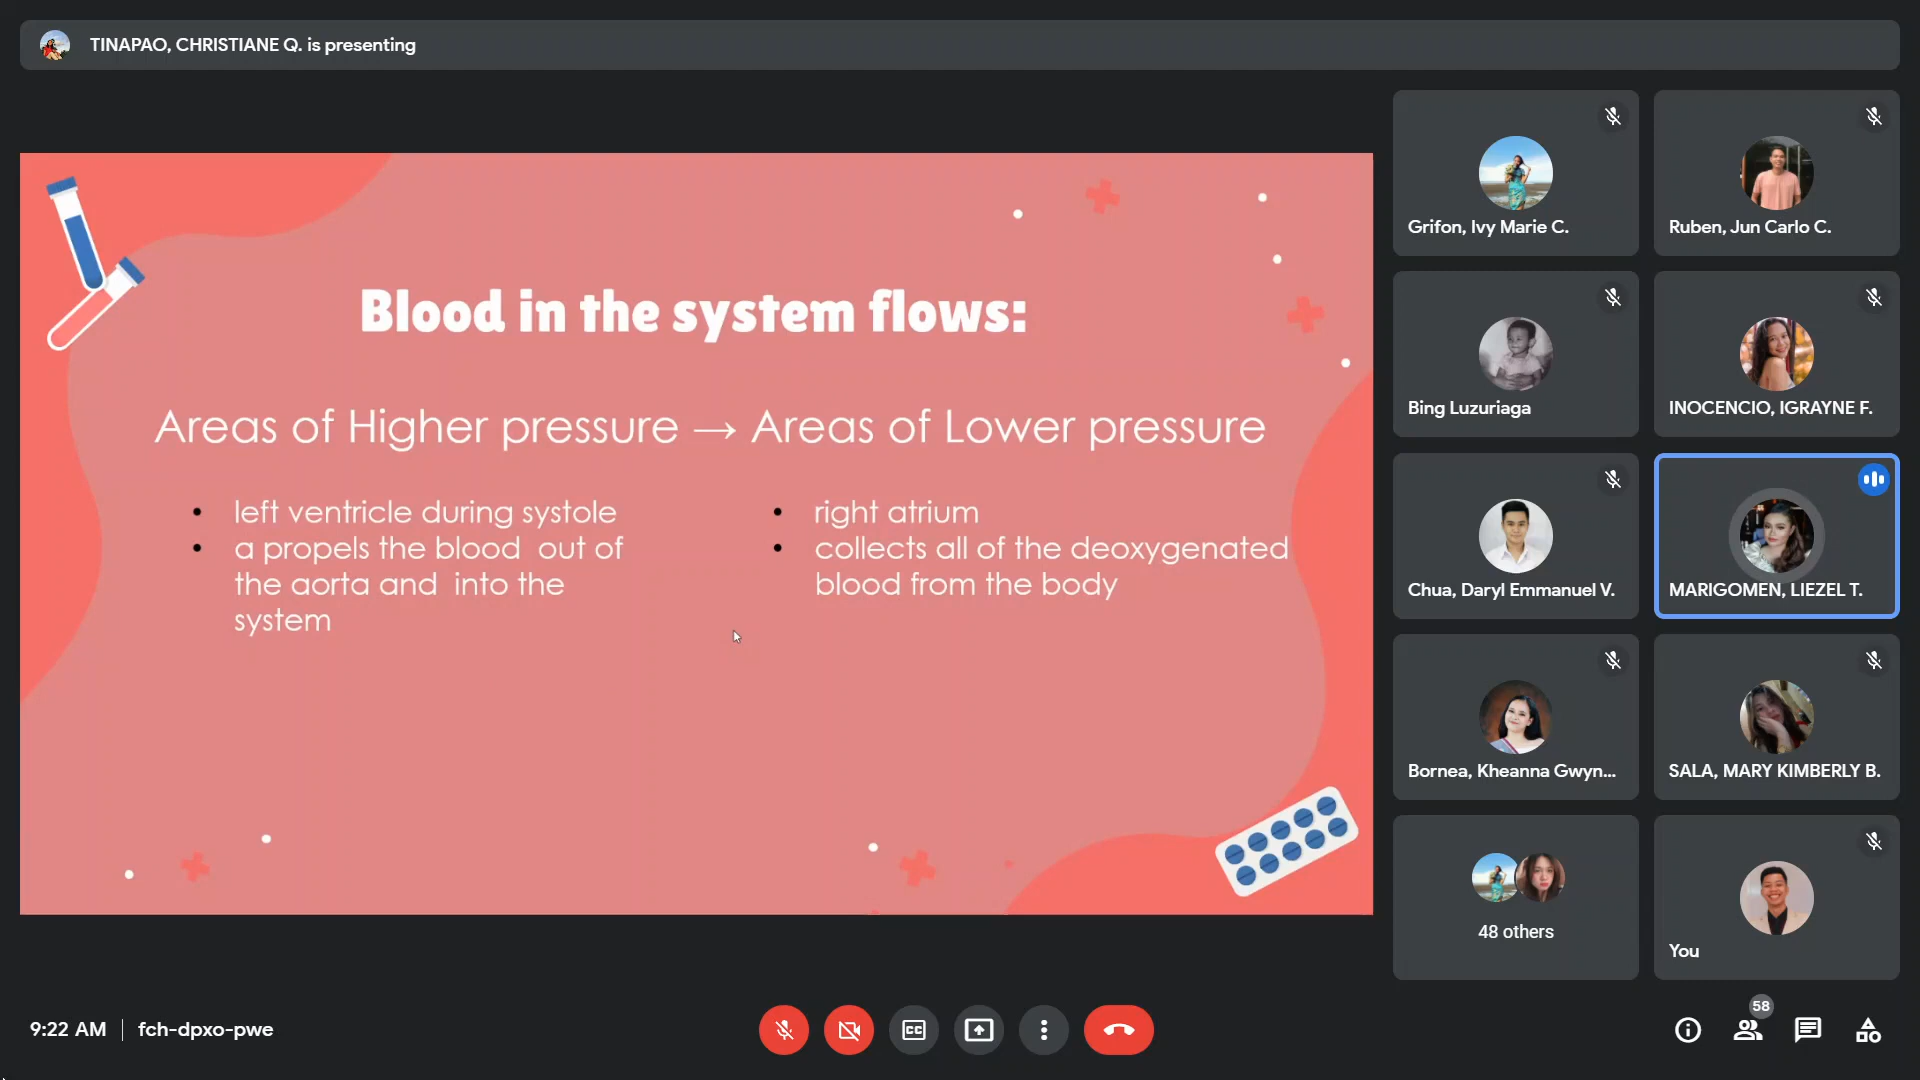 TINAPAO, CHRISTIANE Q. is presenting
Blood in the system flows:
Areas of Higher pressure → Areas of Lower pressure
• left ventricle during systole
• a propels the blood out of
the aorta and into the
system
• right atrium
• collects all of the deoxygenated
blood from the body
Grifon, Ivy Marie C.
Ruben, Jun Carlo C.
Bing Luzuriaga
INOCENCIO, IGRAYNE F.
Chua, Daryl Emmanuel V.
MARIGOMEN, LIEZEL T.
Bornea, Kheanna Gwyn...
SALA, MARY KIMBERLY B.
48 others
You
9:22 AM | fch-dpxo-pwe
CC
58